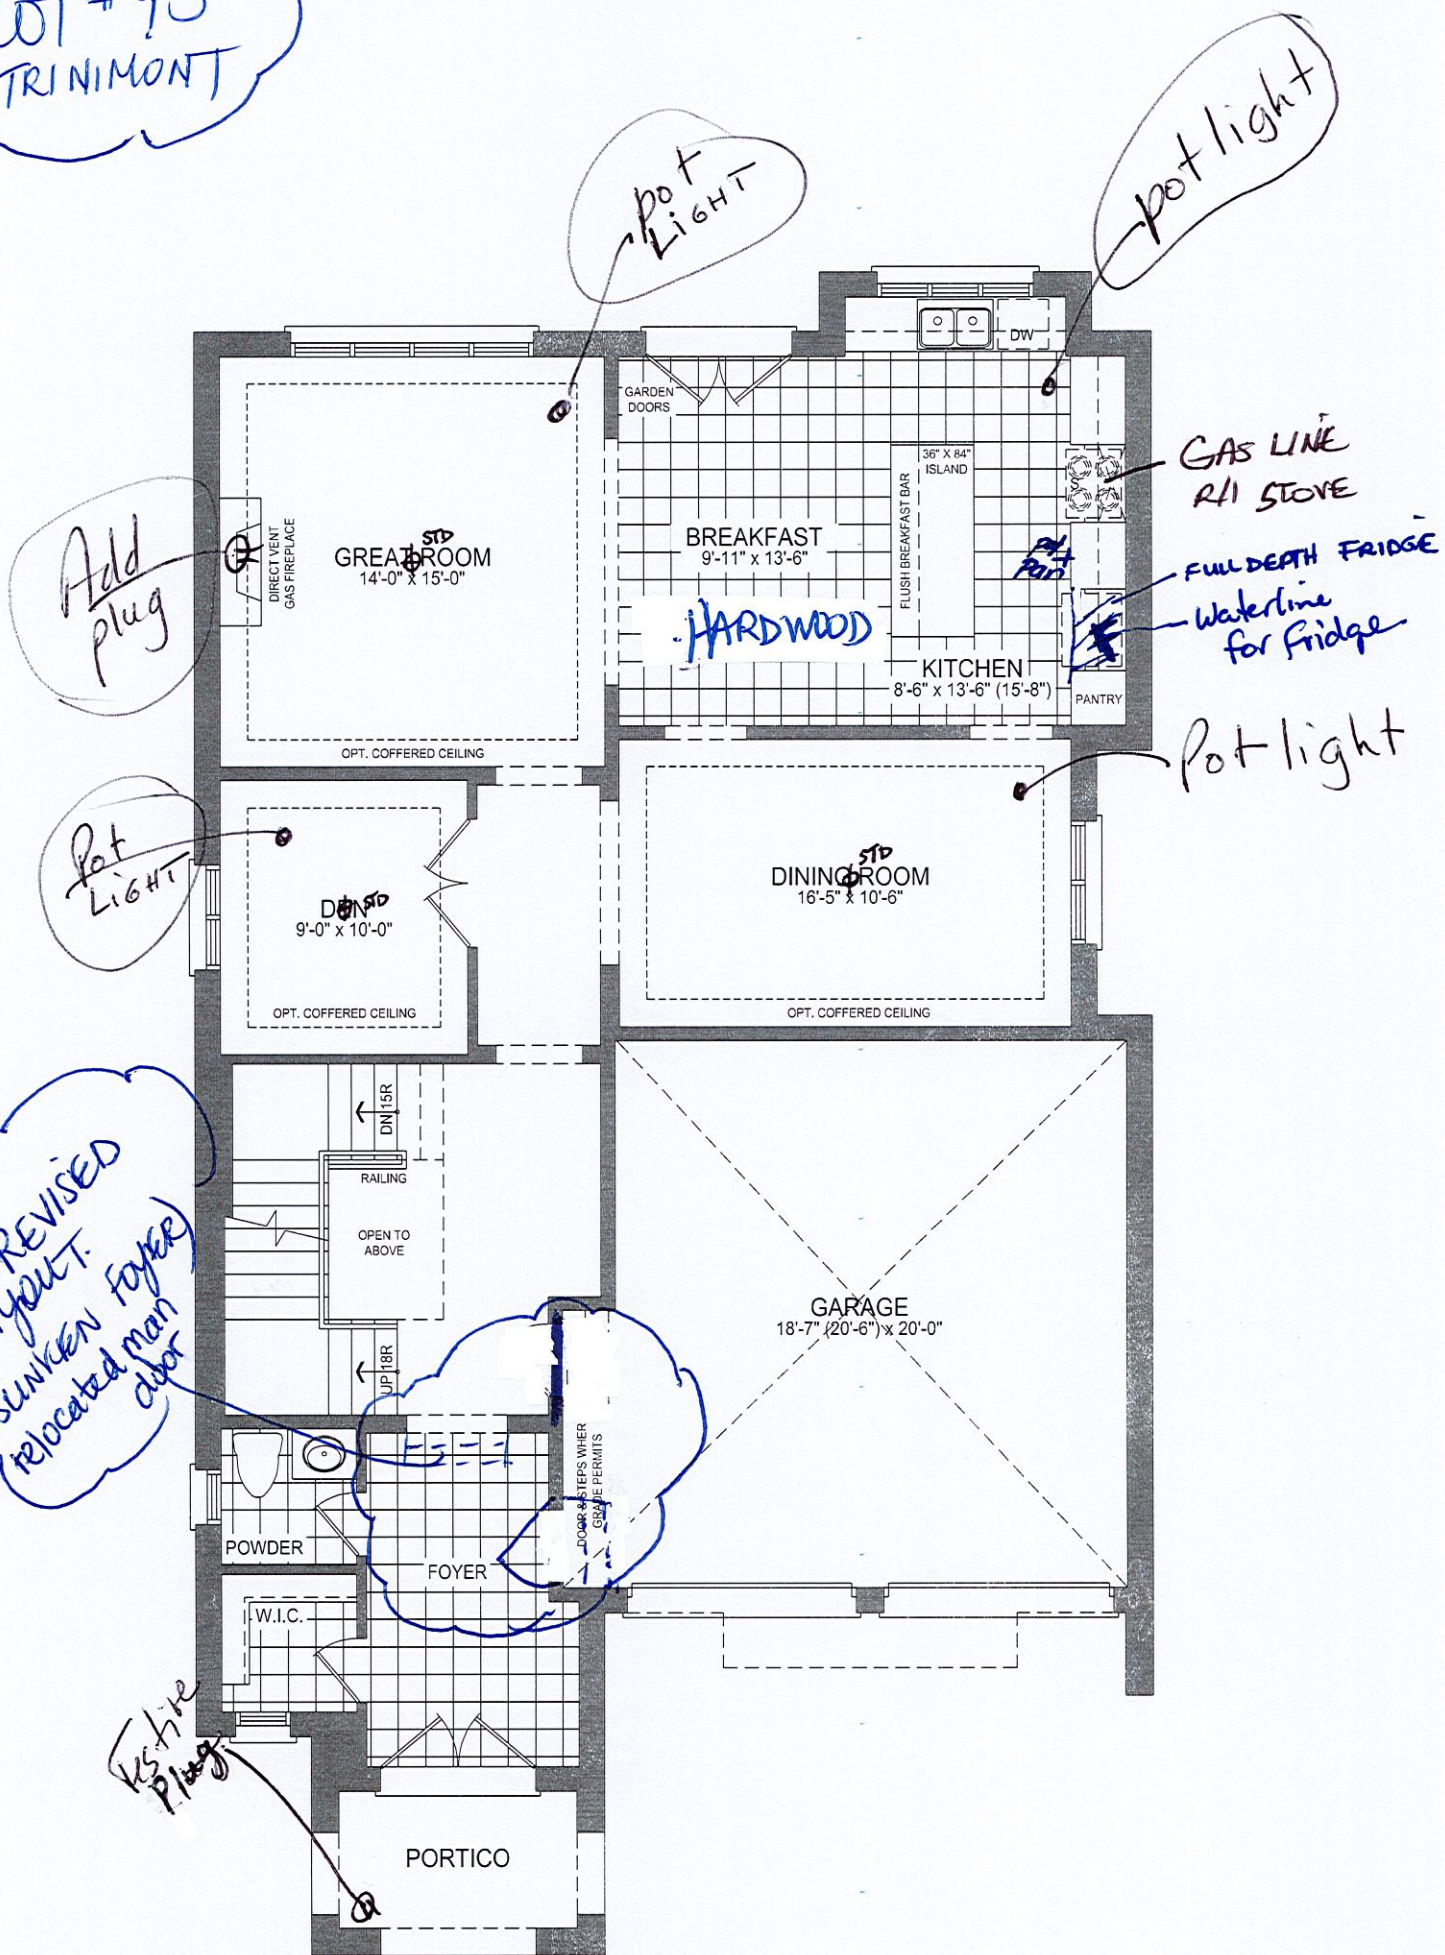 LOT # 95
TRINIMONT
pot
LIGHT
potlight
DW
GARDEN
DOORS
36" X 84"
ISLAND
GAS LINE
R/I STOVE
FLUSH BREAKFAST BAR
Add
plug
DIRECT VENT
GAS FIREPLACE
STD
GREAT ROOM
14'-0" x 15'-0"
BREAKFAST
9'-11" x 13'-6"
Pot
Pan
FULL DEPTH FRIDGE
Waterline
for fridge
HARDWOOD
KITCHEN
8'-6" x 13'-6" (15'-8")
PANTRY
OPT. COFFERED CEILING
Pot light
Pot
LIGHT
STD
DEN
9'-0" x 10'-0"
STD
DINING ROOM
16'-5" x 10'-6"
OPT. COFFERED CEILING
OPT. COFFERED CEILING
DN 15R
RAILING
OPEN TO
ABOVE
REVISED
SUNKEN FOYER)
(relocated man
door
UP 18R
GARAGE
18'-7" (20'-6") x 20'-0"
DOOR & STEPS WHER
GRADE PERMITS
POWDER
FOYER
W.I.C.
Plug
PORTICO